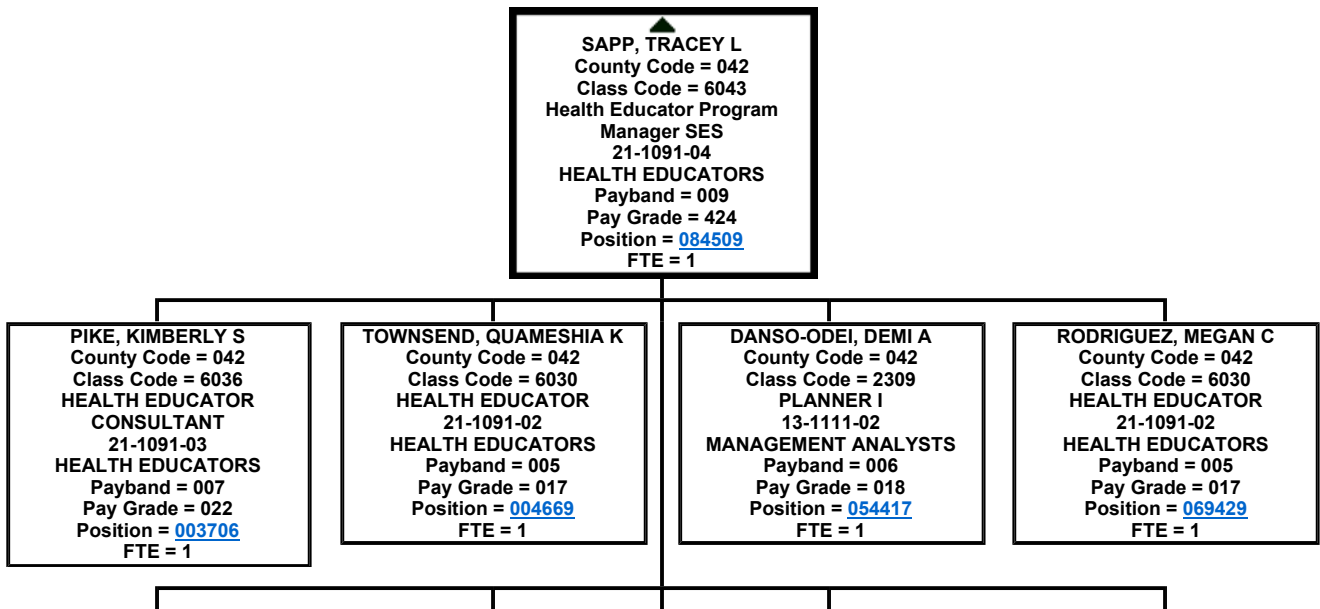 SAPP, TRACEY L
County Code = 042
Class Code = 6043
Health Educator Program
Manager SES
21-1091-04
HEALTH EDUCATORS
Payband = 009
Pay Grade = 424
Position = 084509
FTE = 1
PIKE, KIMBERLY S
County Code = 042
Class Code = 6036
HEALTH EDUCATOR
CONSULTANT
21-1091-03
HEALTH EDUCATORS
Payband = 007
Pay Grade = 022
Position = 003706
FTE = 1
TOWNSEND, QUAMESHIA K
County Code = 042
Class Code = 6030
HEALTH EDUCATOR
21-1091-02
HEALTH EDUCATORS
Payband = 005
Pay Grade = 017
Position = 004669
FTE = 1
DANSO-ODEI, DEMI A
County Code = 042
Class Code = 2309
PLANNER I
13-1111-02
MANAGEMENT ANALYSTS
Payband = 006
Pay Grade = 018
Position = 054417
FTE = 1
RODRIGUEZ, MEGAN C
County Code = 042
Class Code = 6030
HEALTH EDUCATOR
21-1091-02
HEALTH EDUCATORS
Payband = 005
Pay Grade = 017
Position = 069429
FTE = 1